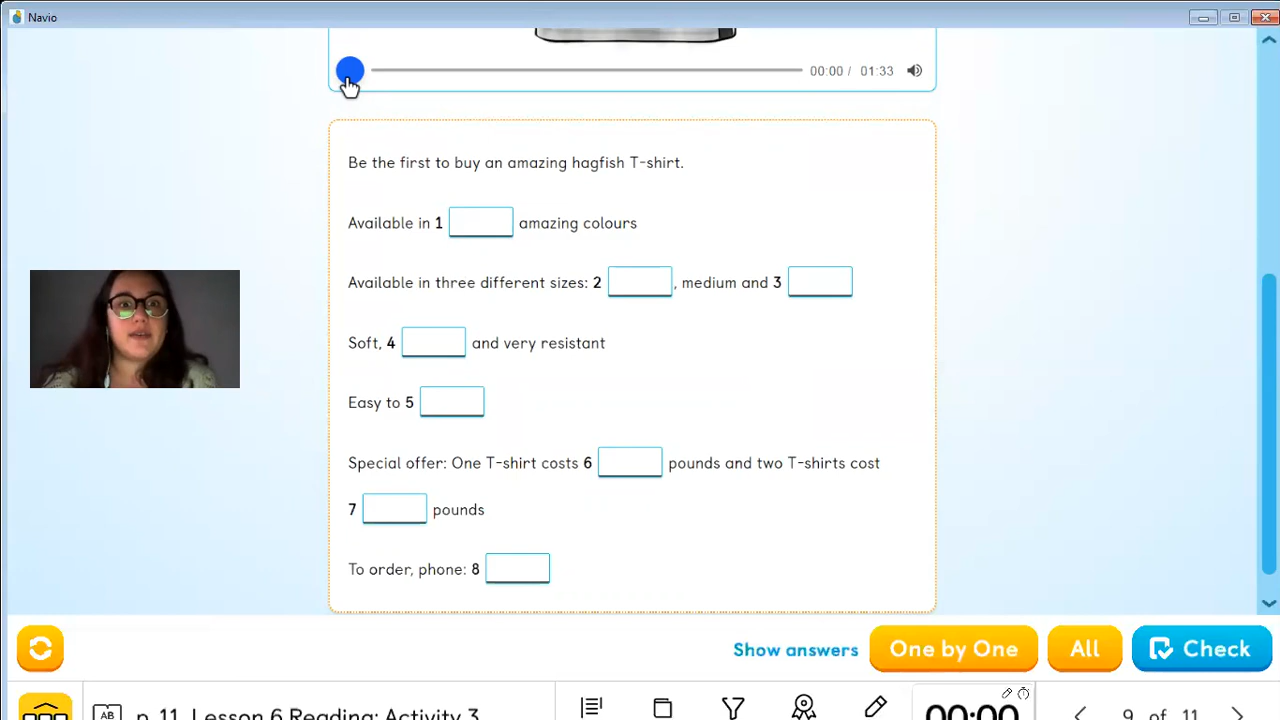 Navio
00:00 / 01:33
Be the first to buy an amazing hagfish T-shirt.
Available in 1 amazing colours
Available in three different sizes: 2 , medium and 3
Soft, 4 and very resistant
Easy to 5
Special offer: One T-shirt costs 6 pounds and two T-shirts cost
7 pounds
To order, phone: 8
Show answers One by One All Check
AB p. 11, Lesson 6 Reading: Activity 3 00:00 9 of 11